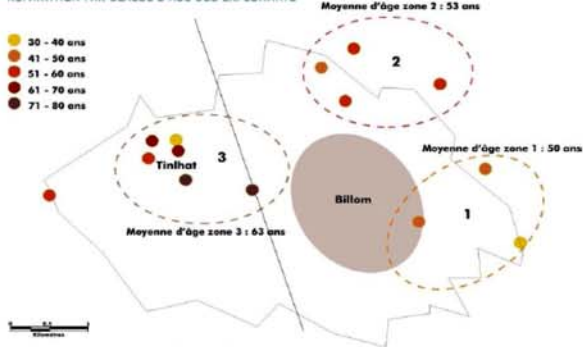 Moyenne d'âge zone 2 : 53 ans
30 - 40 ans
41 - 50 ans
51 - 60 ans
61 - 70 ans
71 - 80 ans
2
3
Tinlhat
Moyenne d'âge zone 1 : 50 ans
Billom
1
Moyenne d'âge zone 3 : 63 ans
Kilomètres